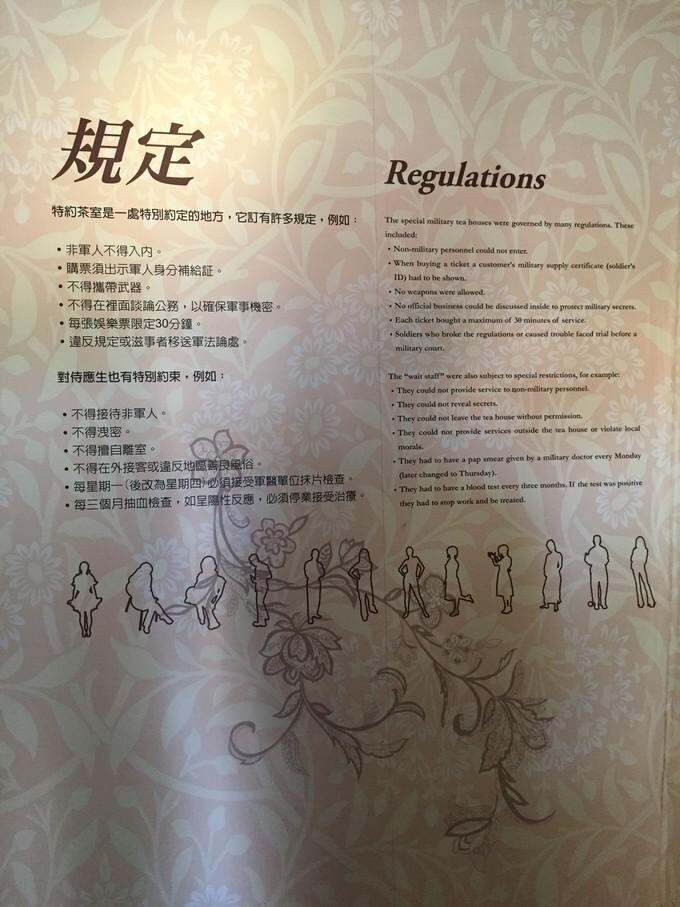 規定
特約茶室是一處特別約定的地方，它訂有許多規定，例如：
• 非軍人不得入內。
• 購票須出示軍人身分補給証。
• 不得攜帶武器。
• 不得在裡面談論公務，以確保軍事機密。
• 每張娛樂票限定30分鐘。
• 違反規定或滋事者移送軍法論處。
對侍應生也有特別約束，例如：
• 不得接待非軍人。
• 不得洩密。
• 不得擅自離室。
• 不得在外接客或違反地區善良風俗。
• 每星期一（後改為星期四）必須接受軍醫單位抹片檢查。
• 每三個月抽血檢查，如呈陽性反應，必須停業接受治療。
Regulations
The special military tea houses were governed by many regulations. These
included:
• Non-military personnel could not enter.
• When buying a ticket a customer's military supply certificate (soldier's
ID) had to be shown.
• No weapons were allowed.
• No official business could be discussed inside to protect military secrets.
• Each ticket bought a maximum of 30 minutes of service.
• Soldiers who broke the regulations or caused trouble faced trial before a
military court.
The "wait staff" were also subject to special restrictions, for example:
• They could not provide service to non-military personnel.
• They could not reveal secrets.
• They could not leave the tea house without permission.
• They could not provide services outside the tea house or violate local
morals.
• They had to have a pap smear given by a military doctor every Monday
(later changed to Thursday).
• They had to have a blood test every three months. If the test was positive
they had to stop work and be treated.